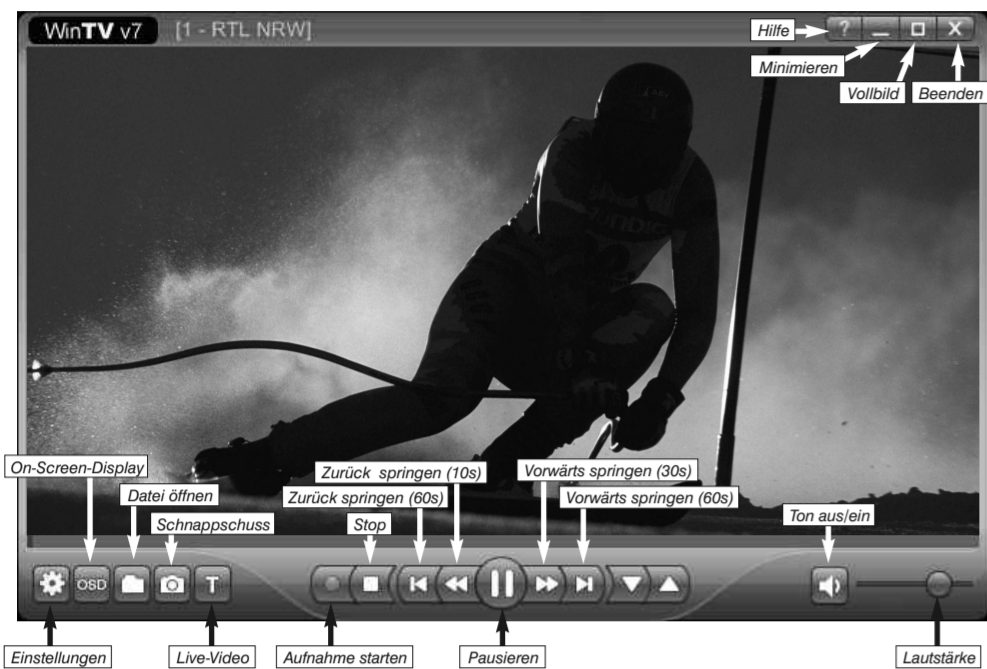 WinTV v7 [1 - RTL NRW]
Hilfe
?
X
Minimieren
Vollbild
Beenden
On-Screen-Display
Zurück springen (10s)
Vorwärts springen (30s)
Datei öffnen
Zurück springen (60s)
Vorwärts springen (60s)
Schnappschuss
Stop
Ton aus/ein
OSD
T
Einstellungen
Live-Video
Aufnahme starten
Pausieren
Lautstärke